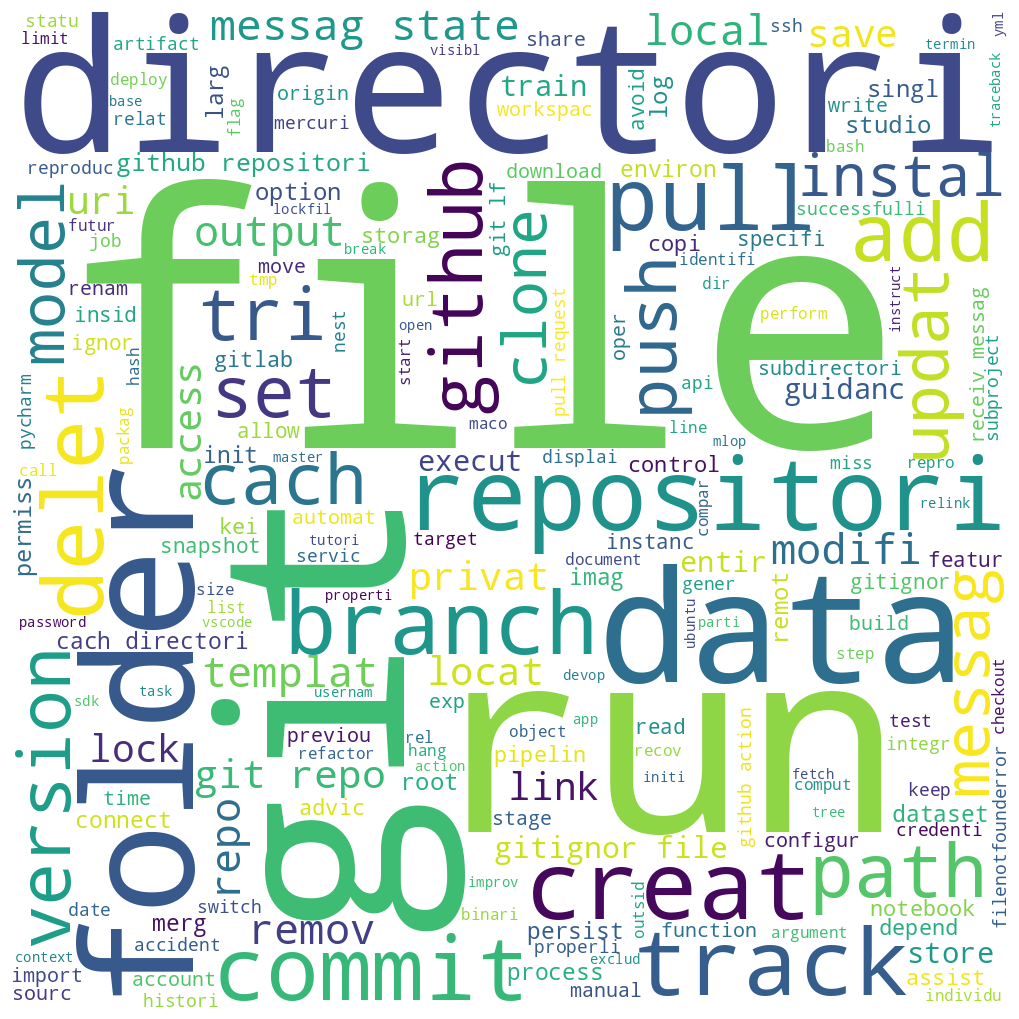 statu
limit
artifact
messag state
visibl
share
local
ssh
save
termin
yml
directori
deploy
base
relat
larg
flag
origin
mercuri
train
workspac
avoid
log
singl
write
studio
bash
traceback
reproduc
github repositori
option
lockfil
github
download
environ
pull
instal
successfulli
model
uri
futur
job
file
output
storag
break
git lf
clone
copi
specifi
identifi
add
renam
insid
ignor
move
tmp
tri
url
open
nest
start
pull request
oper
push
dir
perform
instruct
updat
receiv messag
subproject
hash
gitlab
set
access
allow
maco
api
line
mlop
subdirectori
guidanc
pycharm
delet
packag
call
folder
init
master
cach
execut
displai
control
repositori
miss
repro
relink
compar
permiss
kei
snapshot
automat
tutori
servic
git
target
instanc
document
privat
imag
entir
gener
modifi
featur
gitignor
size
list
vscode
properti
password
cach directori
branch
remot
ubuntu
parti
data
build
step
messag
checkout
version
sdk
task
templat
usernam
locat
devop
exp
run
previou
refactor
rel
hang
action
object
app
read
recov
initi
test
integr
lock
git repo
root
pipelin
link
github action
fetch
comput
tree
keep
dataset
credenti
filenotfounderror
time
connect
repo
advic
stage
gitignor file
configur
improv
creat
path
notebook
depend
date
switch
merg
accident
remov
binari
persist
properli
outsid
function
argument
exclud
context
import
sourc
account
histori
commit
process
manual
track
store
assist
individu